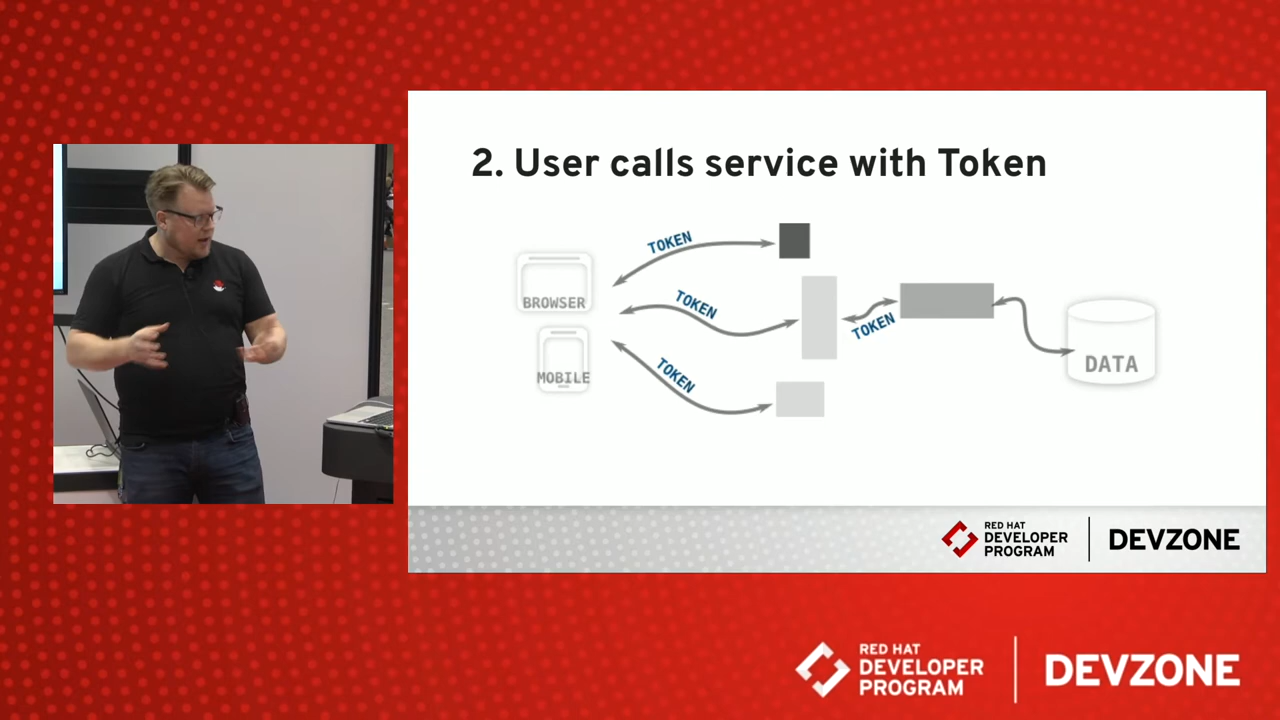 2. User calls service with Token
TOKEN
BROWSER
TOKEN
TOKEN
MOBILE
TOKEN
DATA
RED HAT
DEVELOPER
PROGRAM
DEVZONE
RED HAT
DEVELOPER
PROGRAM
DEVZONE